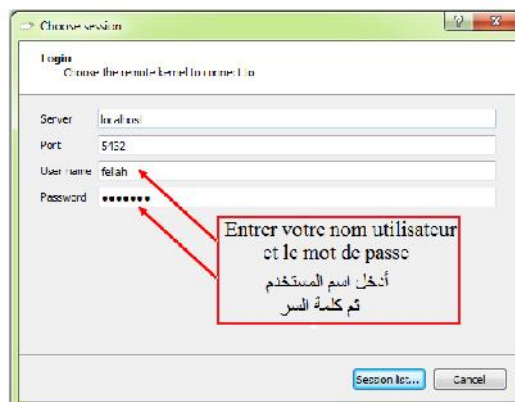 Choose session
Login
Choose the remote kernel to connect to
Server
localhost
Port
5432
User name
felah
Password
•••••••
Entrer votre nom utilisateur
et le mot de passe
أدخل اسم المستخدم
ثم كلمة السر
Session list...
Cancel